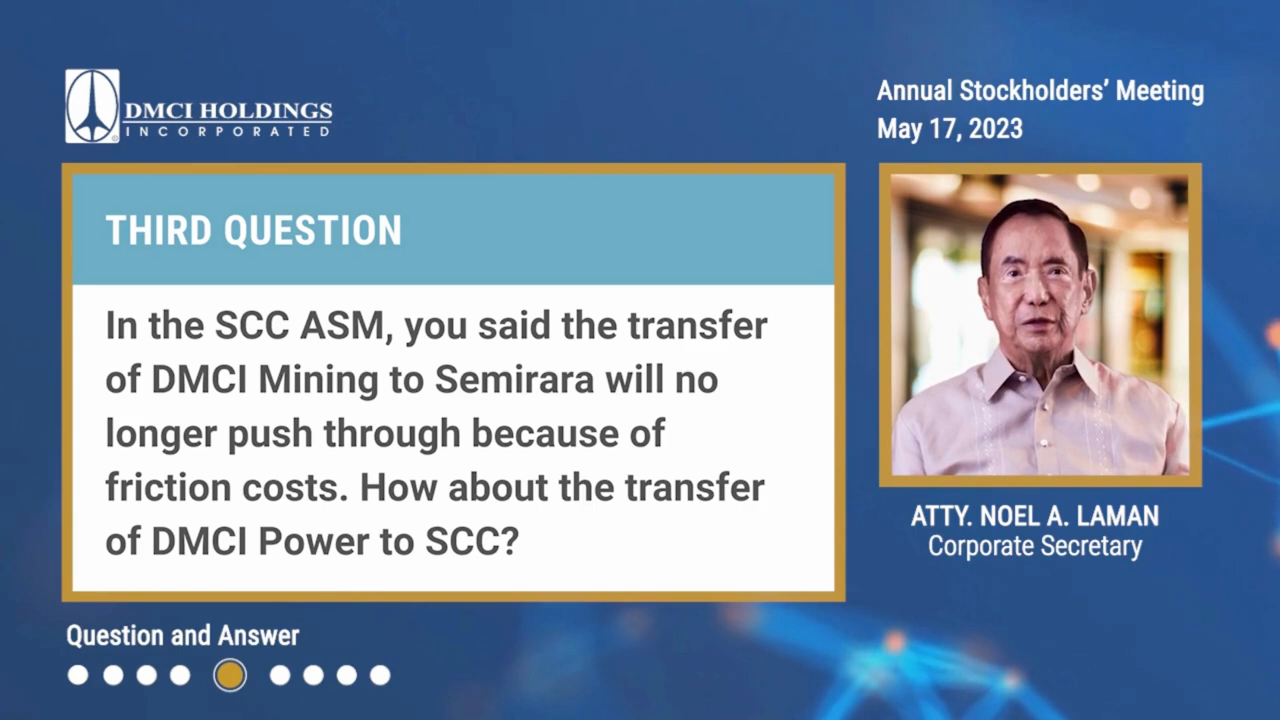 DMCI HOLDINGS
INCORPORATED
Annual Stockholders’ Meeting
May 17, 2023
THIRD QUESTION
In the SCC ASM, you said the transfer
of DMCI Mining to Semirara will no
longer push through because of
friction costs. How about the transfer
of DMCI Power to SCC?
ATTY. NOEL A. LAMAN
Corporate Secretary
Question and Answer